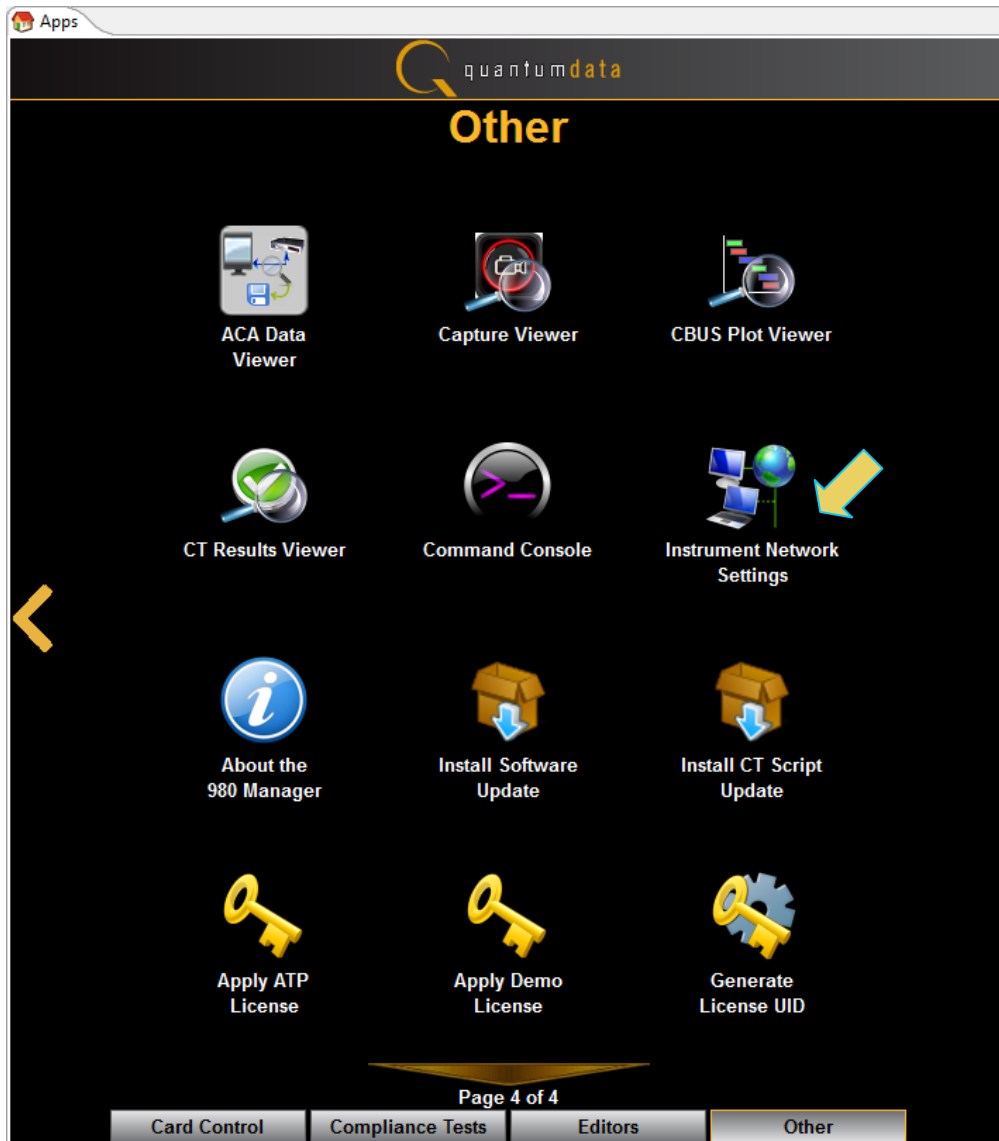 Apps
quantumdata
Other
ACA Data
Viewer
Capture Viewer
CBUS Plot Viewer
CT Results Viewer
Command Console
Instrument Network
Settings
About the
980 Manager
Install Software
Update
Install CT Script
Update
Apply ATP
License
Apply Demo
License
Generate
License UID
Page 4 of 4
Card Control
Compliance Tests
Editors
Other